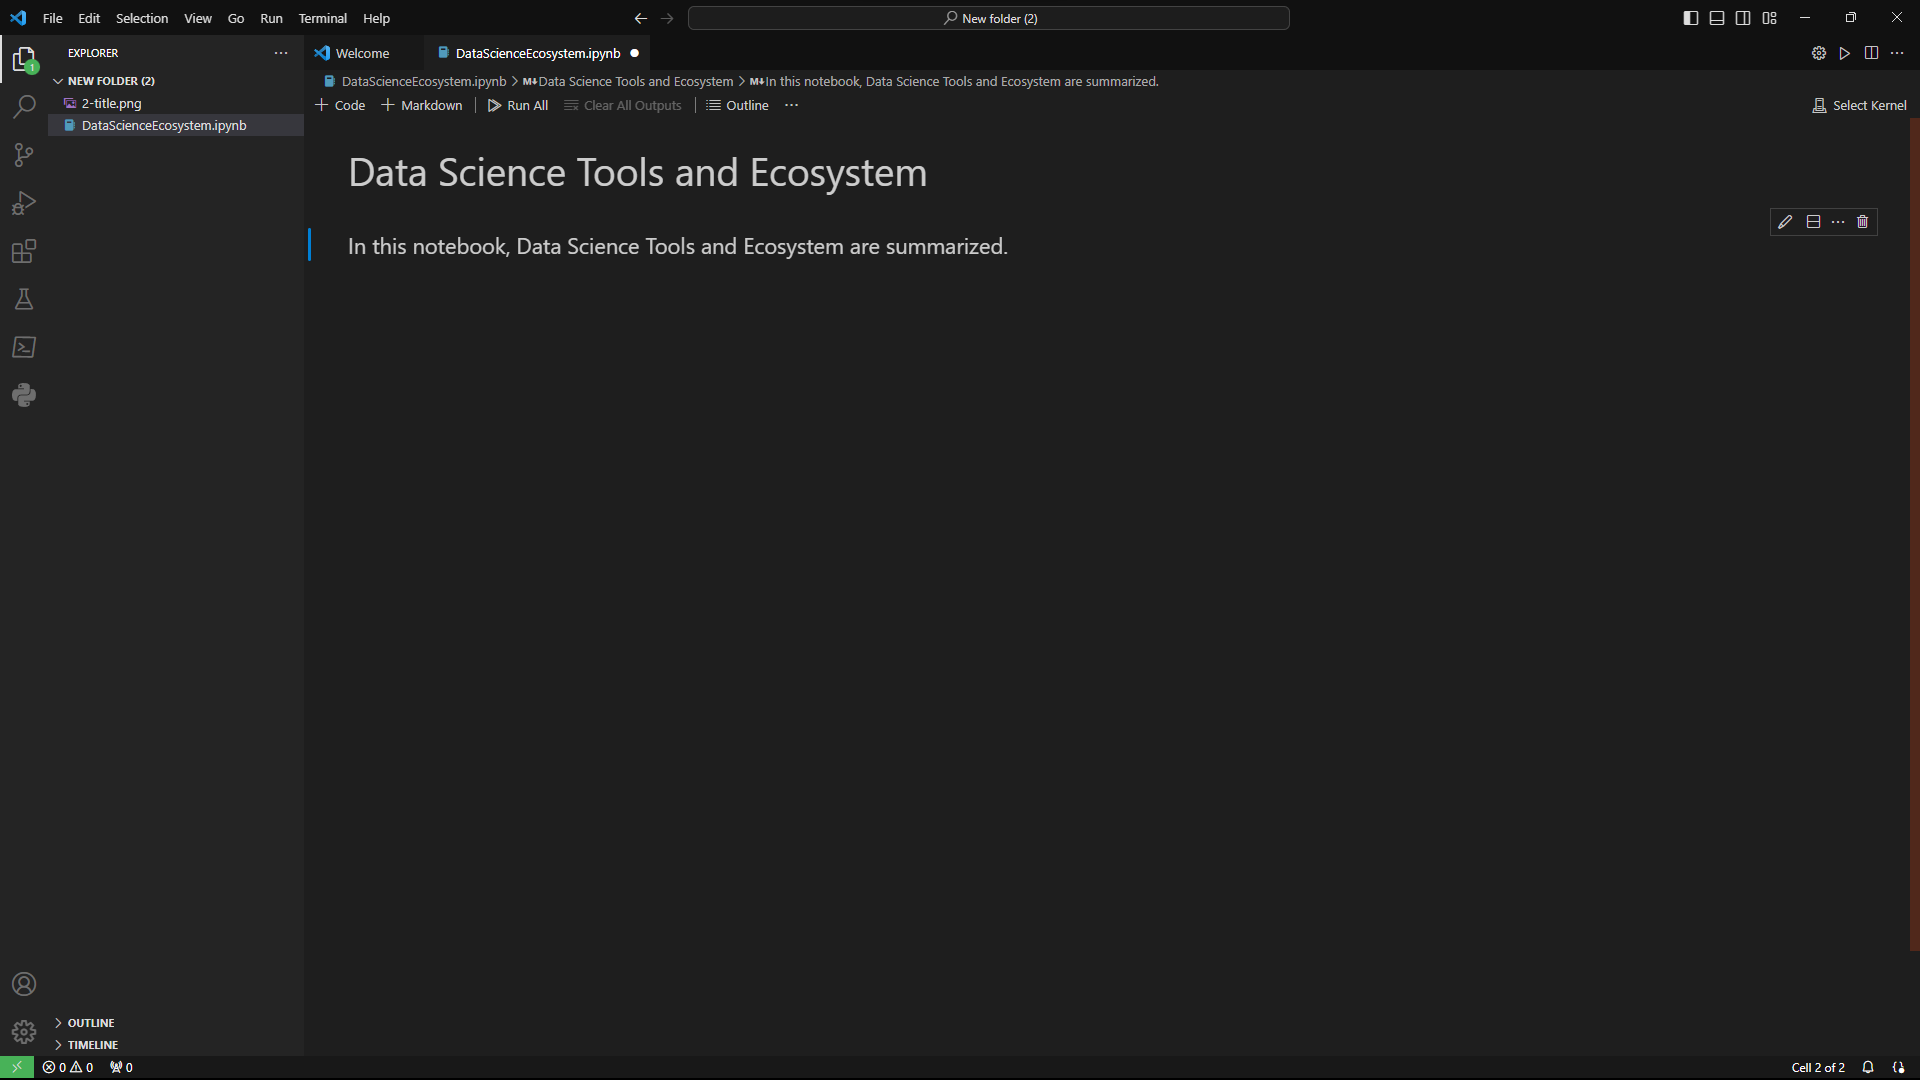 File Edit Selection View Go Run Terminal Help
New folder (2)
EXPLORER
Welcome
DataScienceEcosystem.ipynb
1
NEW FOLDER (2)
DataScienceEcosystem.ipynb > M↓Data Science Tools and Ecosystem > M↓In this notebook, Data Science Tools and Ecosystem are summarized.
2-title.png
Code Markdown Run All Clear All Outputs Outline
Select Kernel
DataScienceEcosystem.ipynb
Data Science Tools and Ecosystem
In this notebook, Data Science Tools and Ecosystem are summarized.
OUTLINE
TIMELINE
0 0 0
Cell 2 of 2